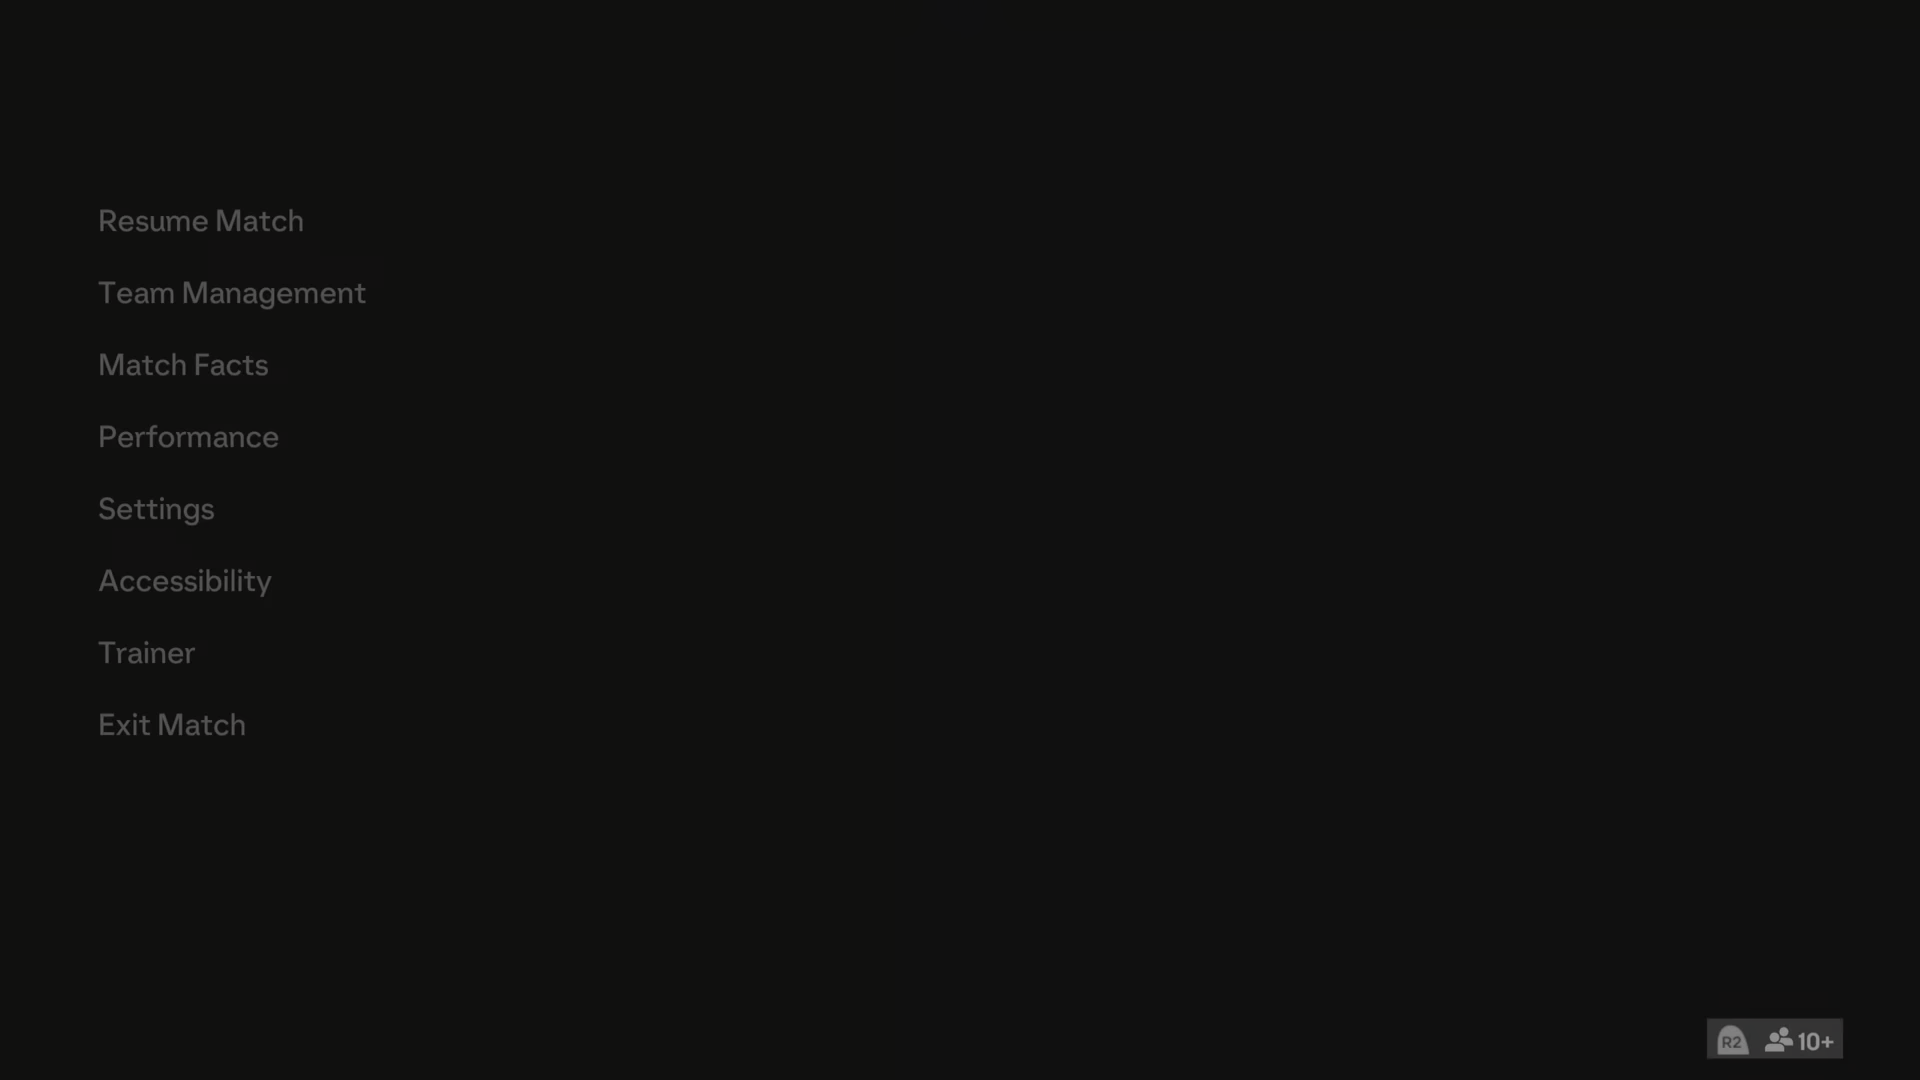 Resume Match
Team Management
Match Facts
Performance
Settings
Accessibility
Trainer
Exit Match
R2 10+